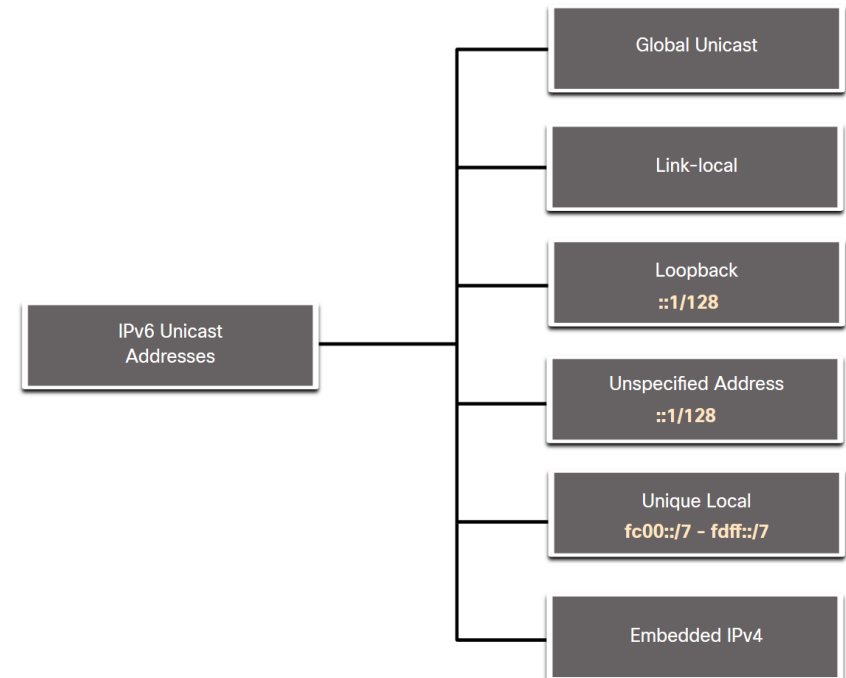 Global Unicast
Link-local
Loopback
::1/128
IPv6 Unicast
Addresses
Unspecified Address
::1/128
Unique Local
fc00::/7 - fdff::/7
Embedded IPv4